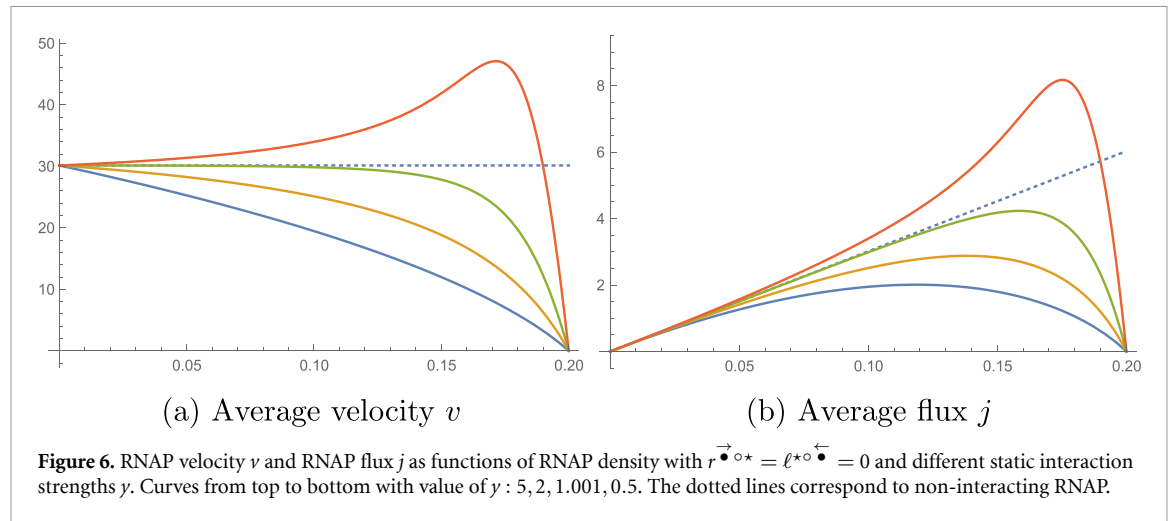 50
40
30
20
10
0.05 0.10 0.15 0.20
(a) Average velocity v
8
6
4
2
0.05 0.10 0.15 0.20
(b) Average flux j
Figure 6. RNAP velocity v and RNAP flux j as functions of RNAP density with r^{\overrightarrow{•}∘⋆} = ℓ^{⋆∘\overleftarrow{•}} = 0 and different static interaction
strengths y. Curves from top to bottom with value of y : 5, 2, 1.001, 0.5. The dotted lines correspond to non-interacting RNAP.